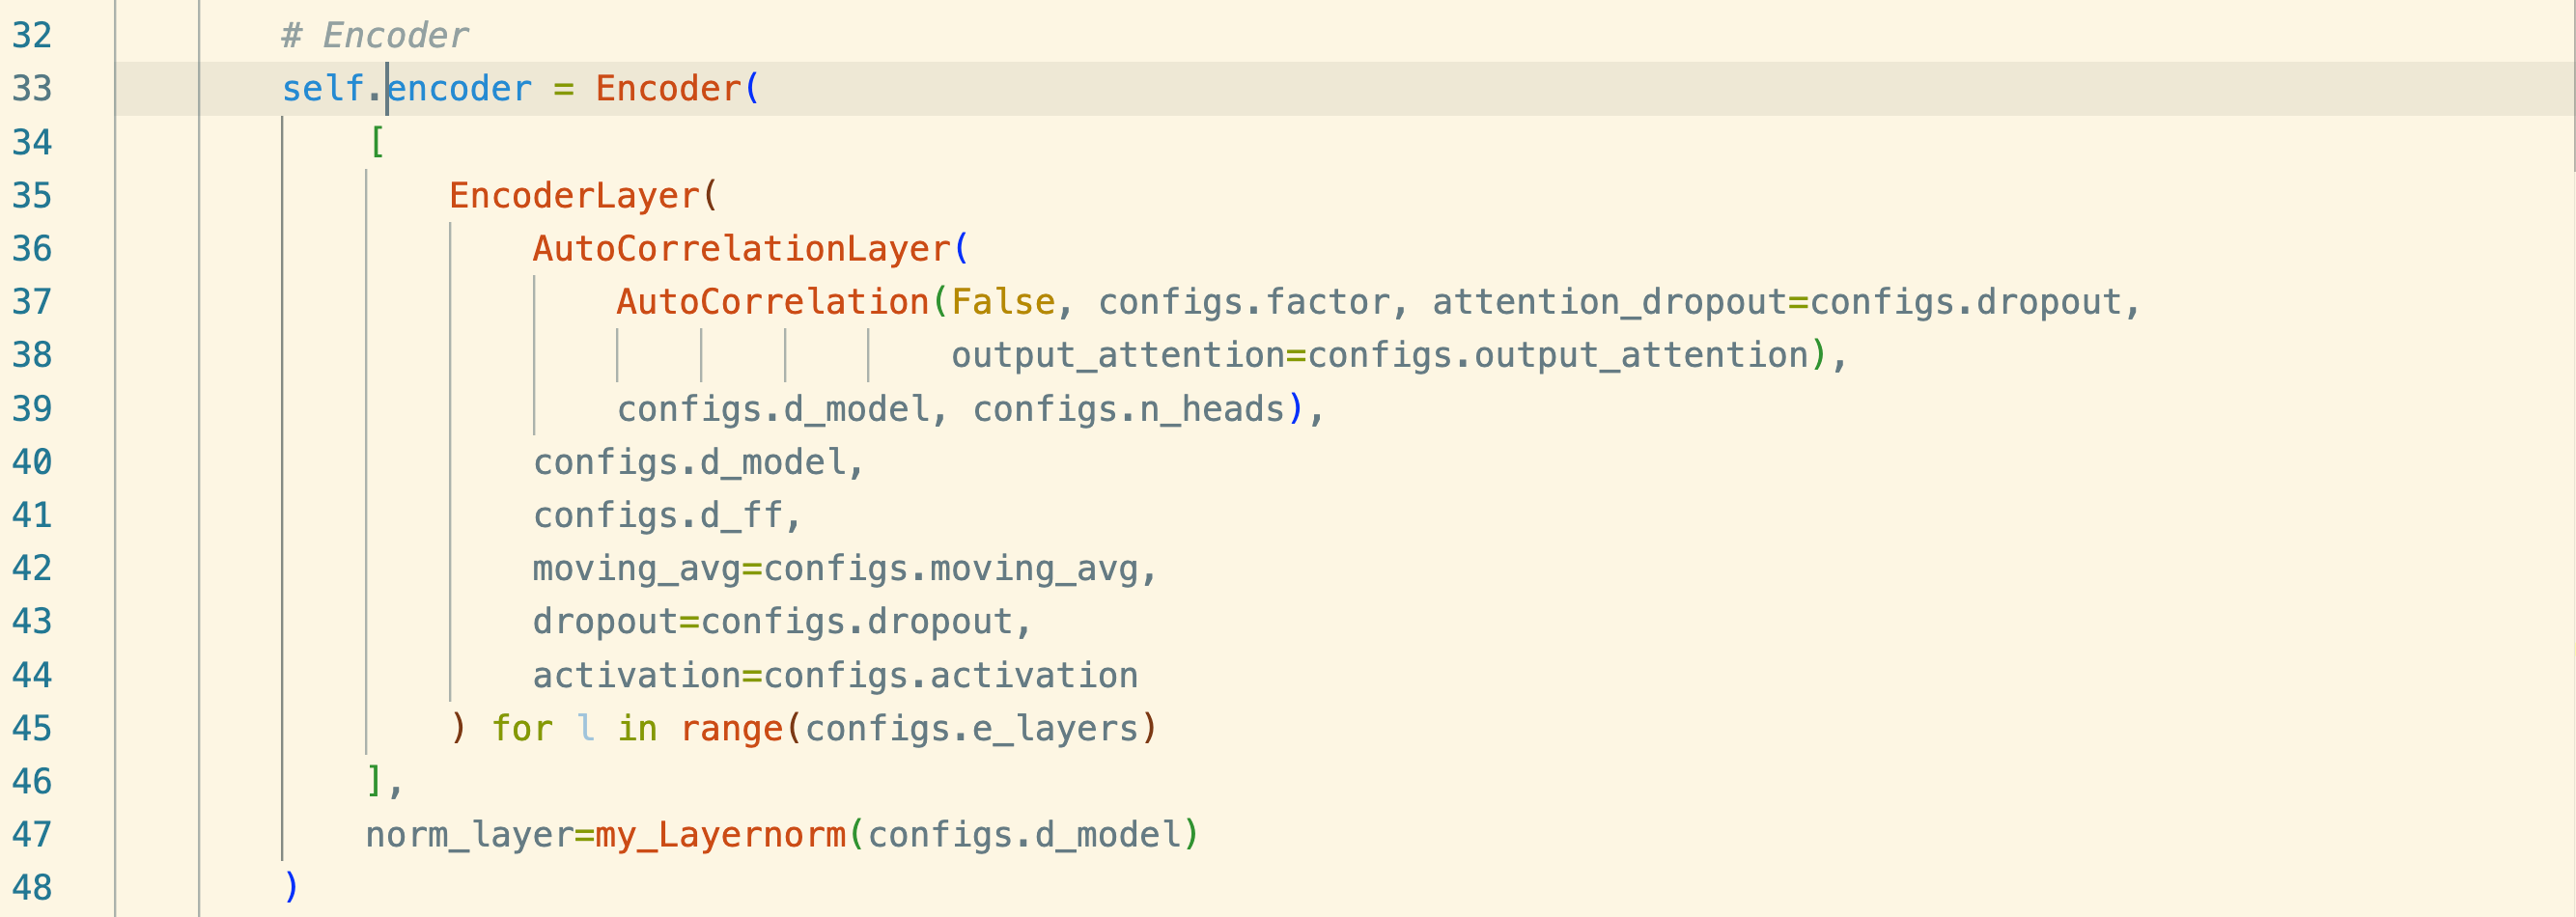 32 # Encoder
33 self.encoder = Encoder(
34 [
35 EncoderLayer(
36 AutoCorrelationLayer(
37 AutoCorrelation(False, configs.factor, attention_dropout=configs.dropout,
38 output_attention=configs.output_attention),
39 configs.d_model, configs.n_heads),
40 configs.d_model,
41 configs.d_ff,
42 moving_avg=configs.moving_avg,
43 dropout=configs.dropout,
44 activation=configs.activation
45 ) for l in range(configs.e_layers)
46 ],
47 norm_layer=my_Layernorm(configs.d_model)
48 )